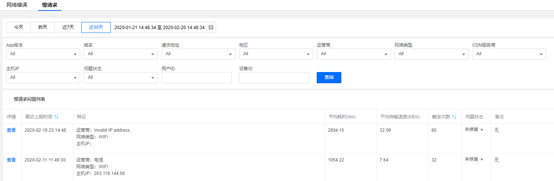 网络错误 慢请求
今天 昨天 近7天 近30天 2020-01-21 14:48:34 至 2020-02-20 14:48:34
App版本 域名 请求地址 地区 运营商 网络类型 CDN服务商
All All All All All All All
主机IP 问题状态 用户ID 设备ID
All All 查询
慢请求问题列表
详情 最近上报时间 特征 平均耗时(ms) 平均传输速度(KB/s) 触发次数 问题状态 备注
查看 2020-02-18 23:14:48 运营商：Invalid IP address 2804.15 32.08 60 未修复 无
网络类型：WIFI
主机IP：
查看 2020-02-11 11:40:30 运营商：电信 1054.22 7.64 32 未修复 无
网络类型：WIFI
主机IP：203.119.144.58